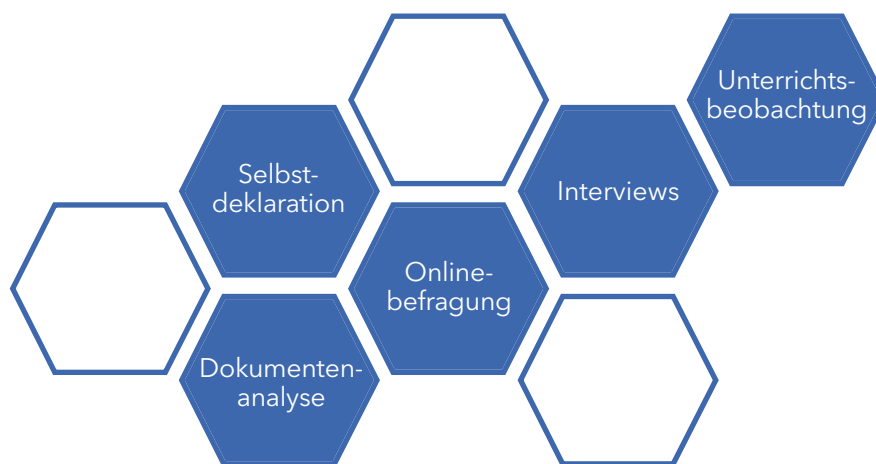 Unterrichts-
beobachtung
Selbst-
deklaration
Interviews
Online-
befragung
Dokumenten-
analyse